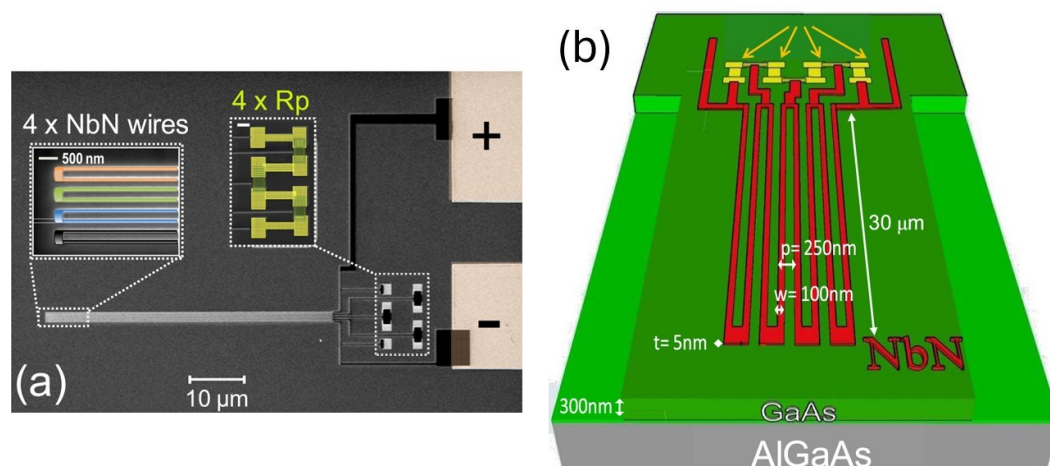 (a)
4 x NbN wires
500 nm
4 x Rp
+
-
10 µm
(b)
30 µm
p= 250nm
w= 100nm
t= 5nm
NbN
300nm
GaAs
AlGaAs